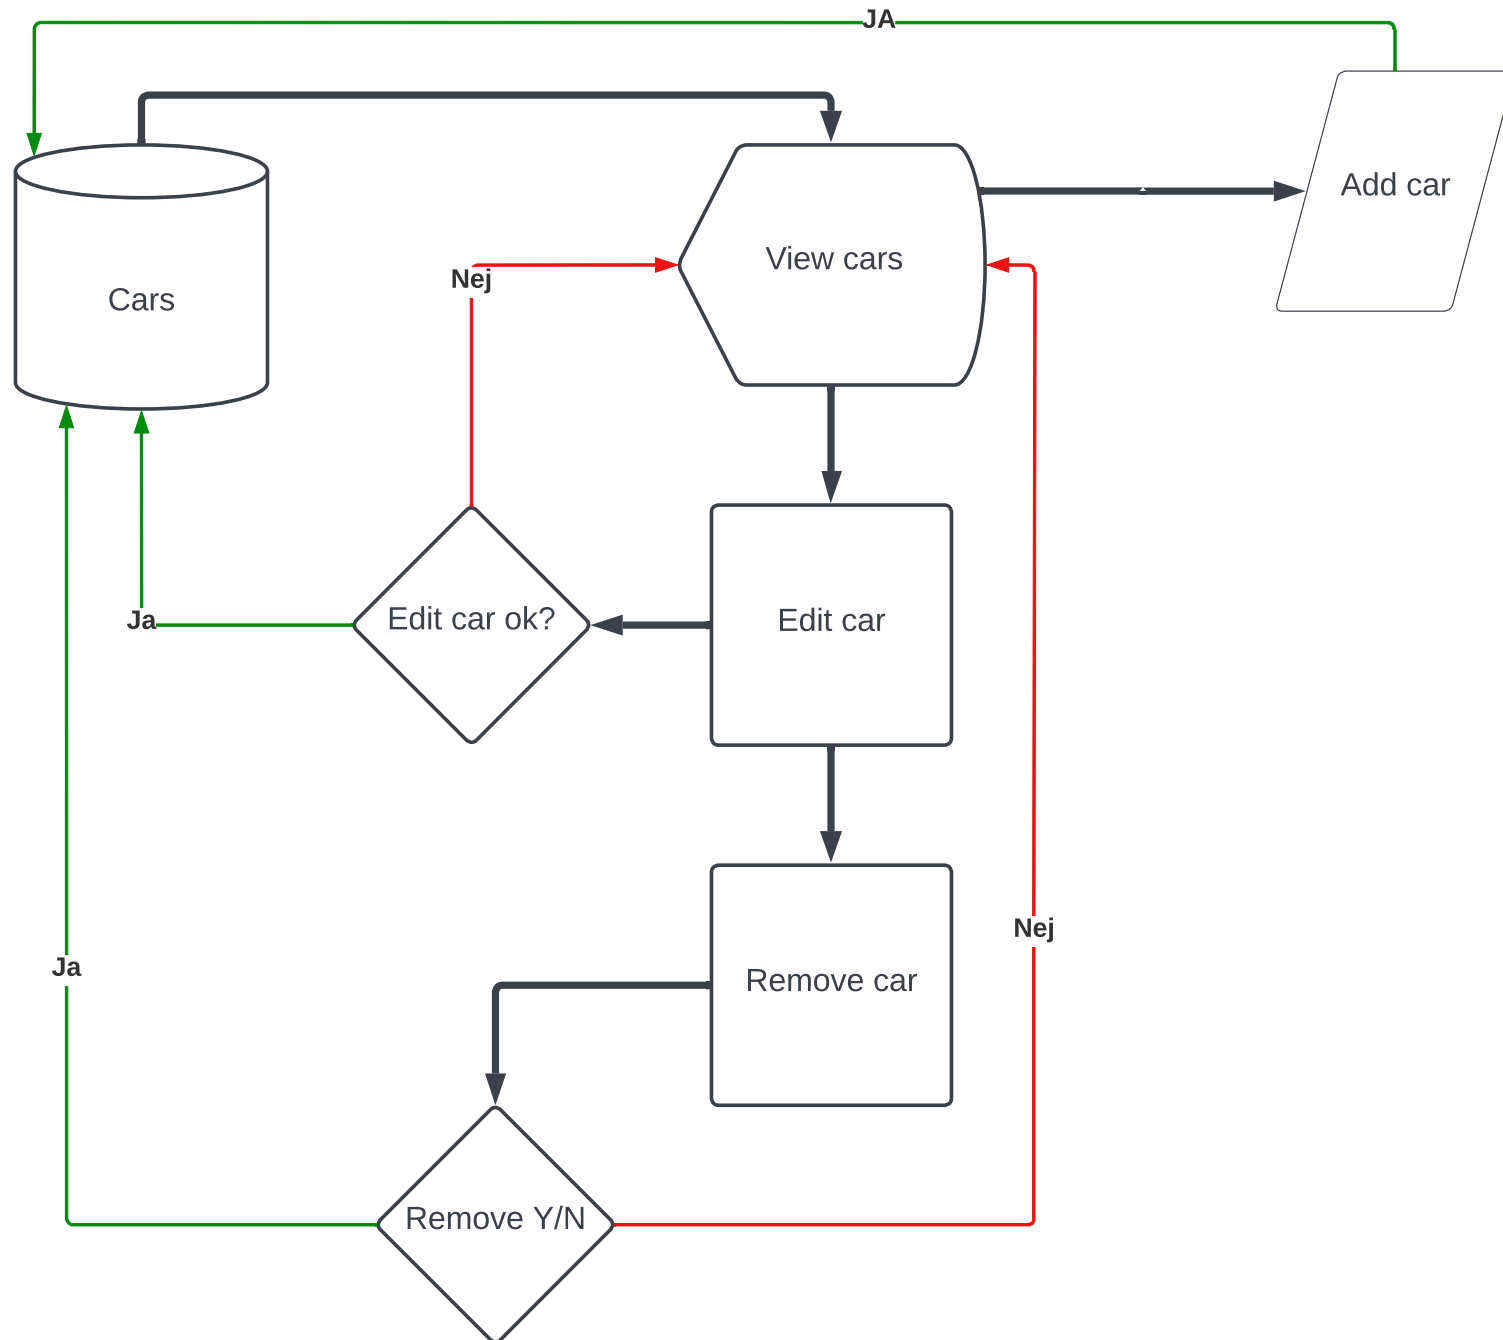 JA
Add car
View cars
Nej
Cars
Edit car ok?
Edit car
Ja
Nej
Ja
Remove car
Remove Y/N